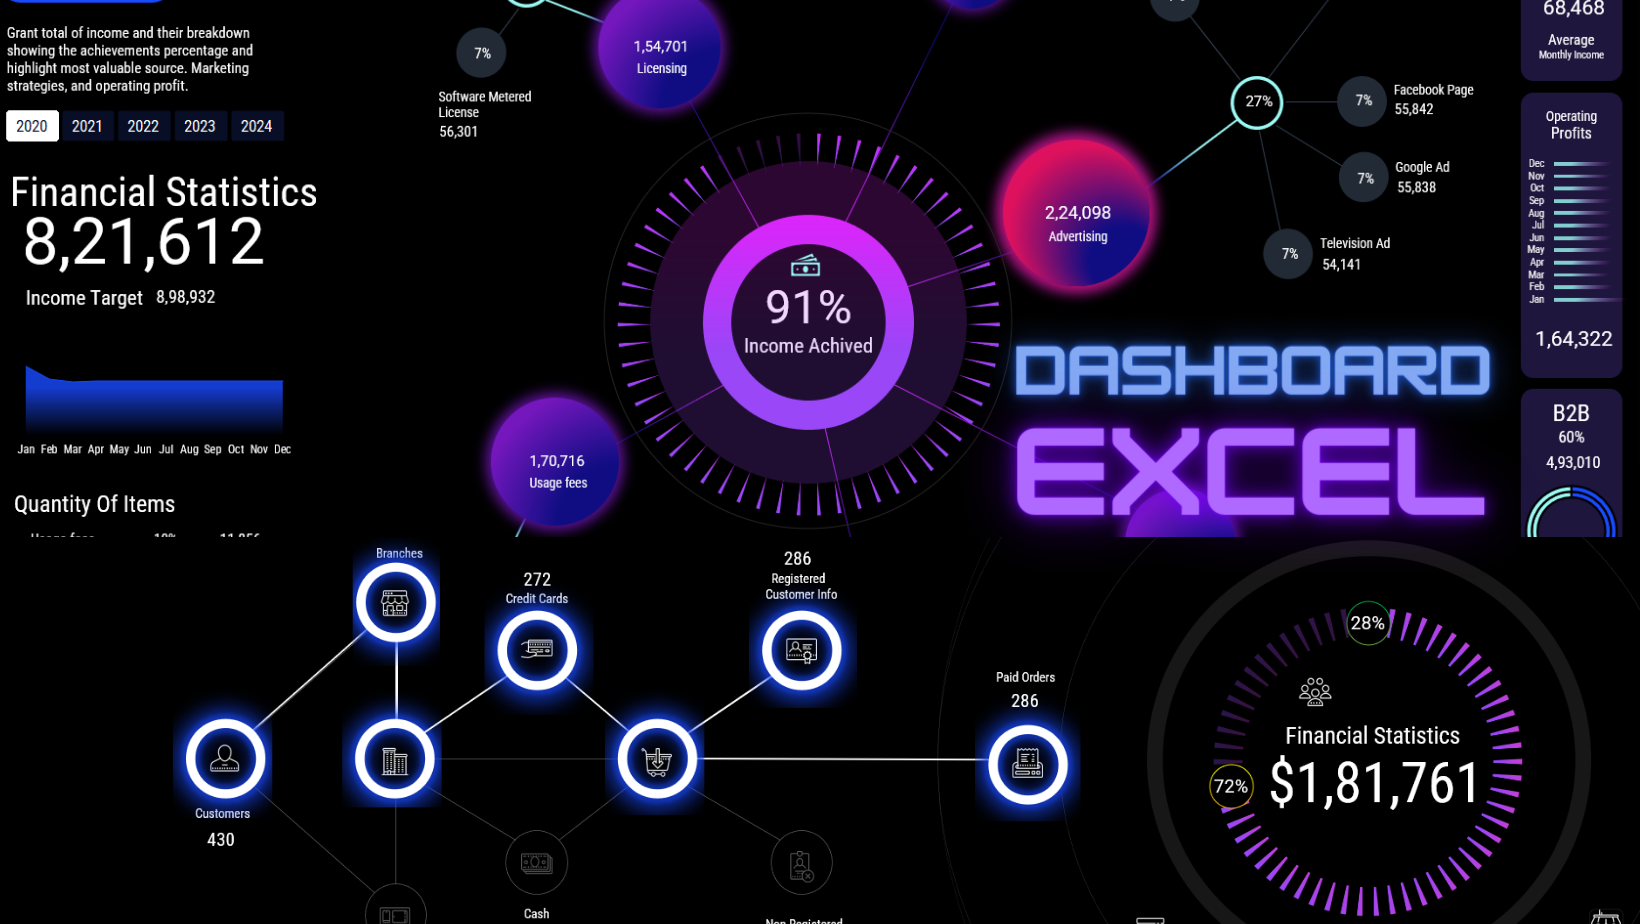 Grant total of income and their breakdown
showing the achievements percentage and
highlight most valuable source. Marketing
strategies, and operating profit.
2020 2021 2022 2023 2024
Financial Statistics
8,21,612
Income Target 8,98,932
Jan Feb Mar Apr May Jun Jul Aug Sep Oct Nov Dec
Quantity Of Items
7%
Software Metered
License
56,301
1,54,701
Licensing
91%
Income Achived
1,70,716
Usage fees
2,24,098
Advertising
27%
7%
Facebook Page
55,842
7%
Google Ad
55,838
7%
Television Ad
54,141
68,468
Average
Monthly Income
Operating
Profits
Dec
Nov
Oct
Sep
Aug
Jul
Jun
May
Apr
Mar
Feb
Jan
1,64,322
B2B
60%
4,93,010
DASHBOARD
EXCEL
Branches
272
Credit Cards
286
Registered
Customer Info
Paid Orders
286
Customers
430
Cash
Non Registered
28%
72%
Financial Statistics
$1,81,761